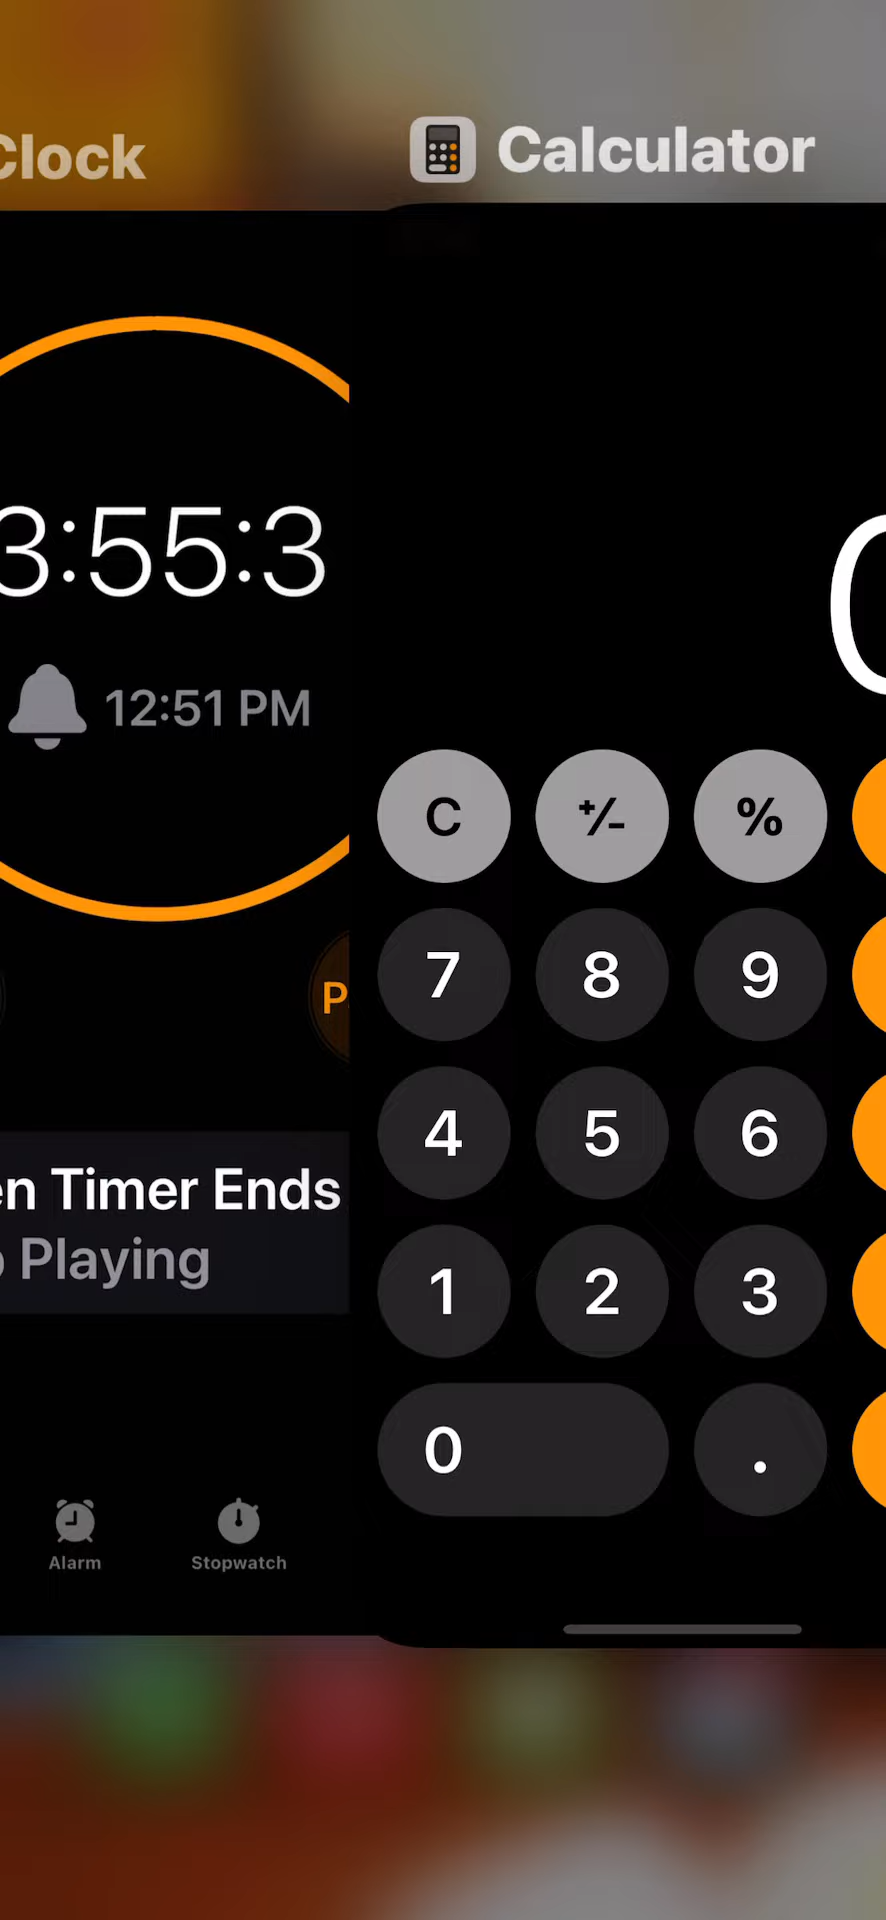 Clock
Calculator
3:55:3
12:51 PM
P
en Timer Ends
Playing
Alarm
Stopwatch
0
C
+/-
%
7
8
9
4
5
6
1
2
3
0
.